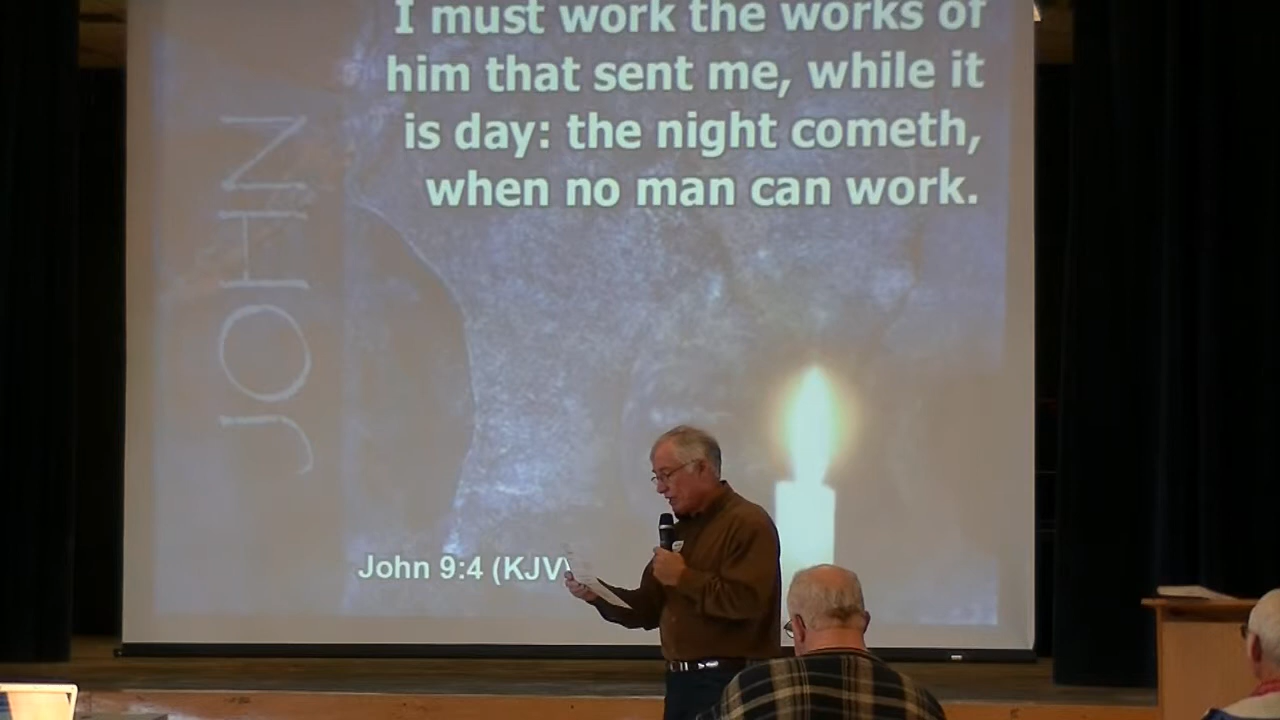 I must work the works of
him that sent me, while it
is day: the night cometh,
when no man can work.
JOHN
John 9:4 (KJV)